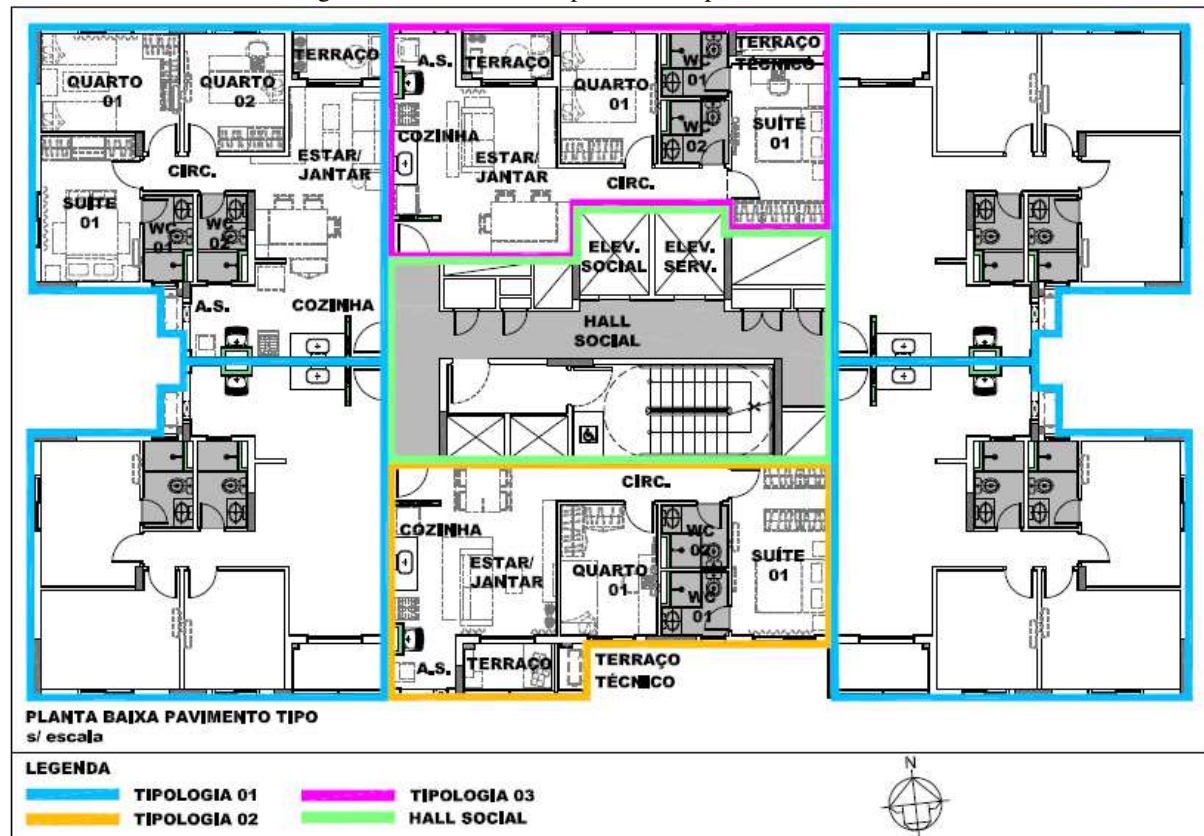 QUARTO
01
QUARTO
02
TERRAÇO
ESTAR/
JANTAR
CIRC.
SUÍTE
01
WC
01
WC
02
A.S.
COZINHA
A.S.
TERRAÇO
QUARTO
01
WC
01
TERRAÇO
TÉCNICO
COZINHA
WC
02
SUÍTE
01
ESTAR/
JANTAR
CIRC.
ELEV.
SOCIAL
ELEV.
SERV.
HALL
SOCIAL
CIRC.
COZINHA
ESTAR/
JANTAR
QUARTO
01
WC
02
SUÍTE
01
WC
01
A.S.
TERRAÇO
TERRAÇO
TÉCNICO
PLANTA BAIXA PAVIMENTO TIPO
s/ escala
LEGENDA
TIPOLOGIA 01
TIPOLOGIA 03
TIPOLOGIA 02
HALL SOCIAL
N